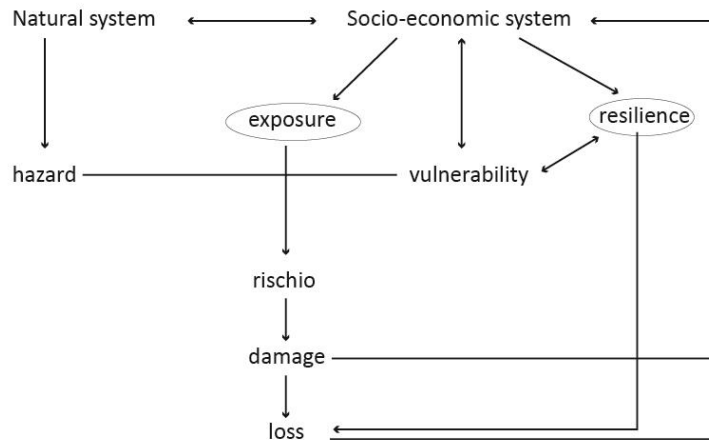 Natural system
Socio-economic system
exposure
resilience
hazard
vulnerability
rischio
damage
loss